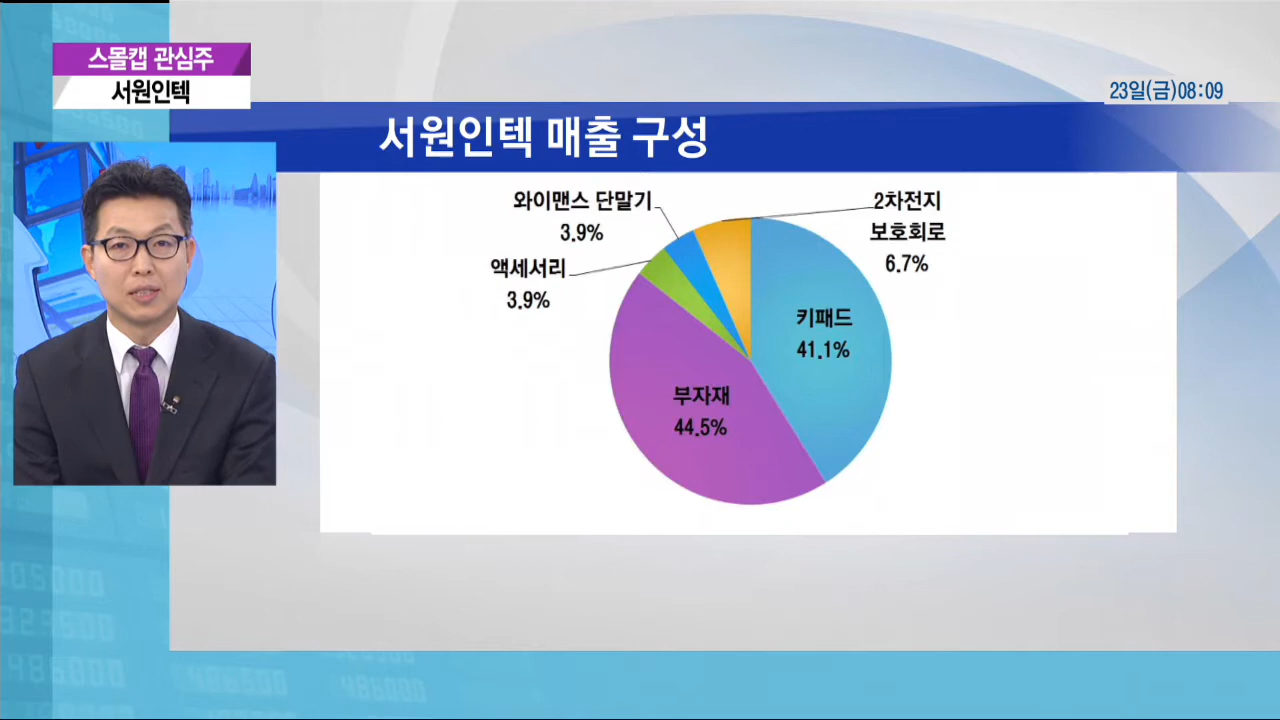 스몰캡 관심주
서원인텍
23일(금)08:09
서원인텍 매출 구성
와이맨스 단말기
3.9%
2차전지
보호회로
6.7%
액세서리
3.9%
키패드
41.1%
부자재
44.5%